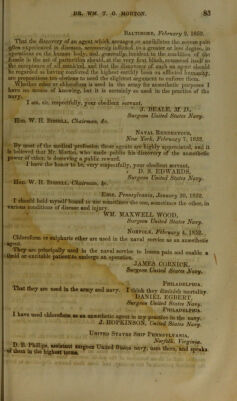 DR. WM. T. G. MORTON. 83
BALTIMORE, February 9, 1852.
That the discovery of an agent which assuages or annihilates the severe pain
often experienced in diseases, necessarily inflicted to a greater or less degree, in
operations on the human body, and, generally, incident to the condition of the
female in the act of parturition should, at the very first blush, commend itself to
the acceptance of all mankind, and that the discovery of such an agent should
be regarded as having conferred the highest earthly boon on afflicted humanity,
are propositions too obvious to need the slightest argument to enforce them.
Whether ether or chloroform is used in the army for anæsthetic purposes I
have no means of knowing, but it is certainly so used in the practice of the
navy.
I am, sir, respectfully, your obedient servant,
J. BEALE, M. D.,
Surgeon United States Navy.
Hon. W. H. BISSELL, Chairman, &c.
NAVAL RENDEZVOUS,
New York, February 7, 1852.
By most of the medical profession these agents are highly appreciated, and it
is believed that Mr. Morton, who made public his discovery of the anæsthetic
power of ether, is deserving a public reward.
I have the honor to be, very respectfully, your obedient servant,
D. S. EDWARDS,
Surgeon United States Navy.
Hon. W. H. BISSELL, Chairman, &c.
ERIE, Pennsylvania, January 30, 1852.
I should hold myself bound to use sometimes the one, sometimes the other, in
various conditions of disease and injury.
WM. MAXWELL WOOD,
Surgeon United States Navy.
NORFOLK, February 4, 1852.
Chloroform or sulphuric ether are used in the naval service as an anæsthetic
agent.
They are principally used in the naval service to lessen pain and enable a
timid or excitable patient to undergo an operation.
JAMES CORNICK,
Surgeon United States Navy.
PHILADELPHIA.
That they are used in the army and navy. I think they diminish mortality.
DANIEL EGBERT,
Surgeon United States Navy.
PHILADELPHIA.
I have used chloroform as an anæsthetic agent in my practice in the navy.
J. HOPKINSON, United States Navy.
UNITED STATES SHIP PENNSYLVANIA,
Norfolk, Virginia.
D. B. Phillips, assistant surgeon United States navy, uses them, and speaks
of them in the highest terms.